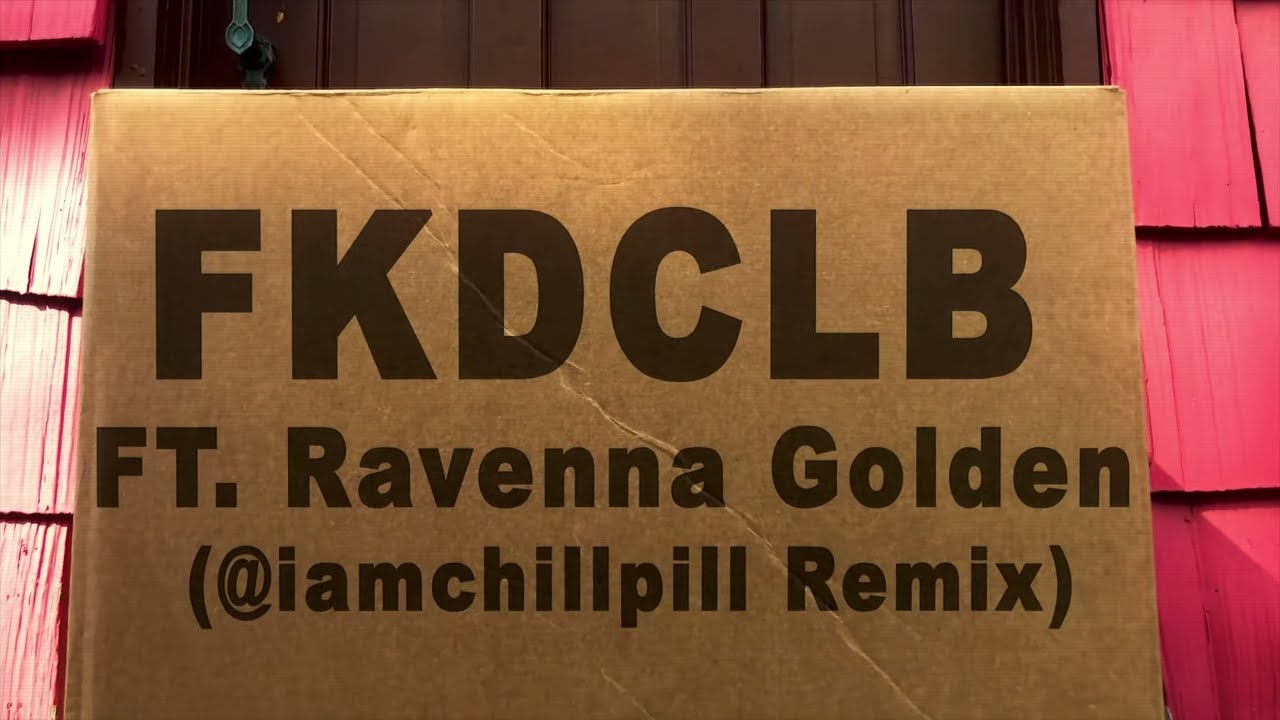 FKDCLB
FT. Ravenna Golden
(@iamchillpill Remix)